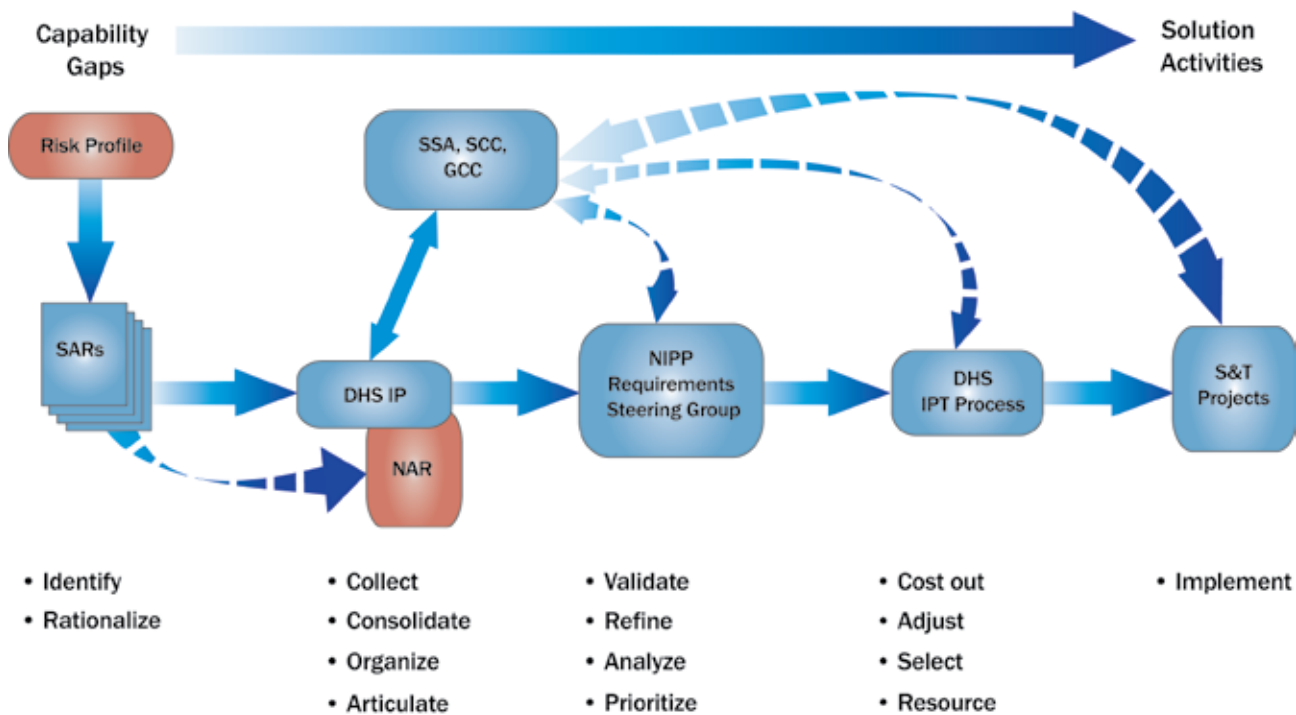 Capability
Gaps
Solution
Activities
Risk Profile
SSA, SCC,
GCC
SARs
DHS IP
NAR
NIPP
Requirements
Steering Group
DHS
IPT Process
S&T
Projects
• Identify
• Rationalize
• Collect
• Consolidate
• Organize
• Articulate
• Validate
• Refine
• Analyze
• Prioritize
• Cost out
• Adjust
• Select
• Resource
• Implement